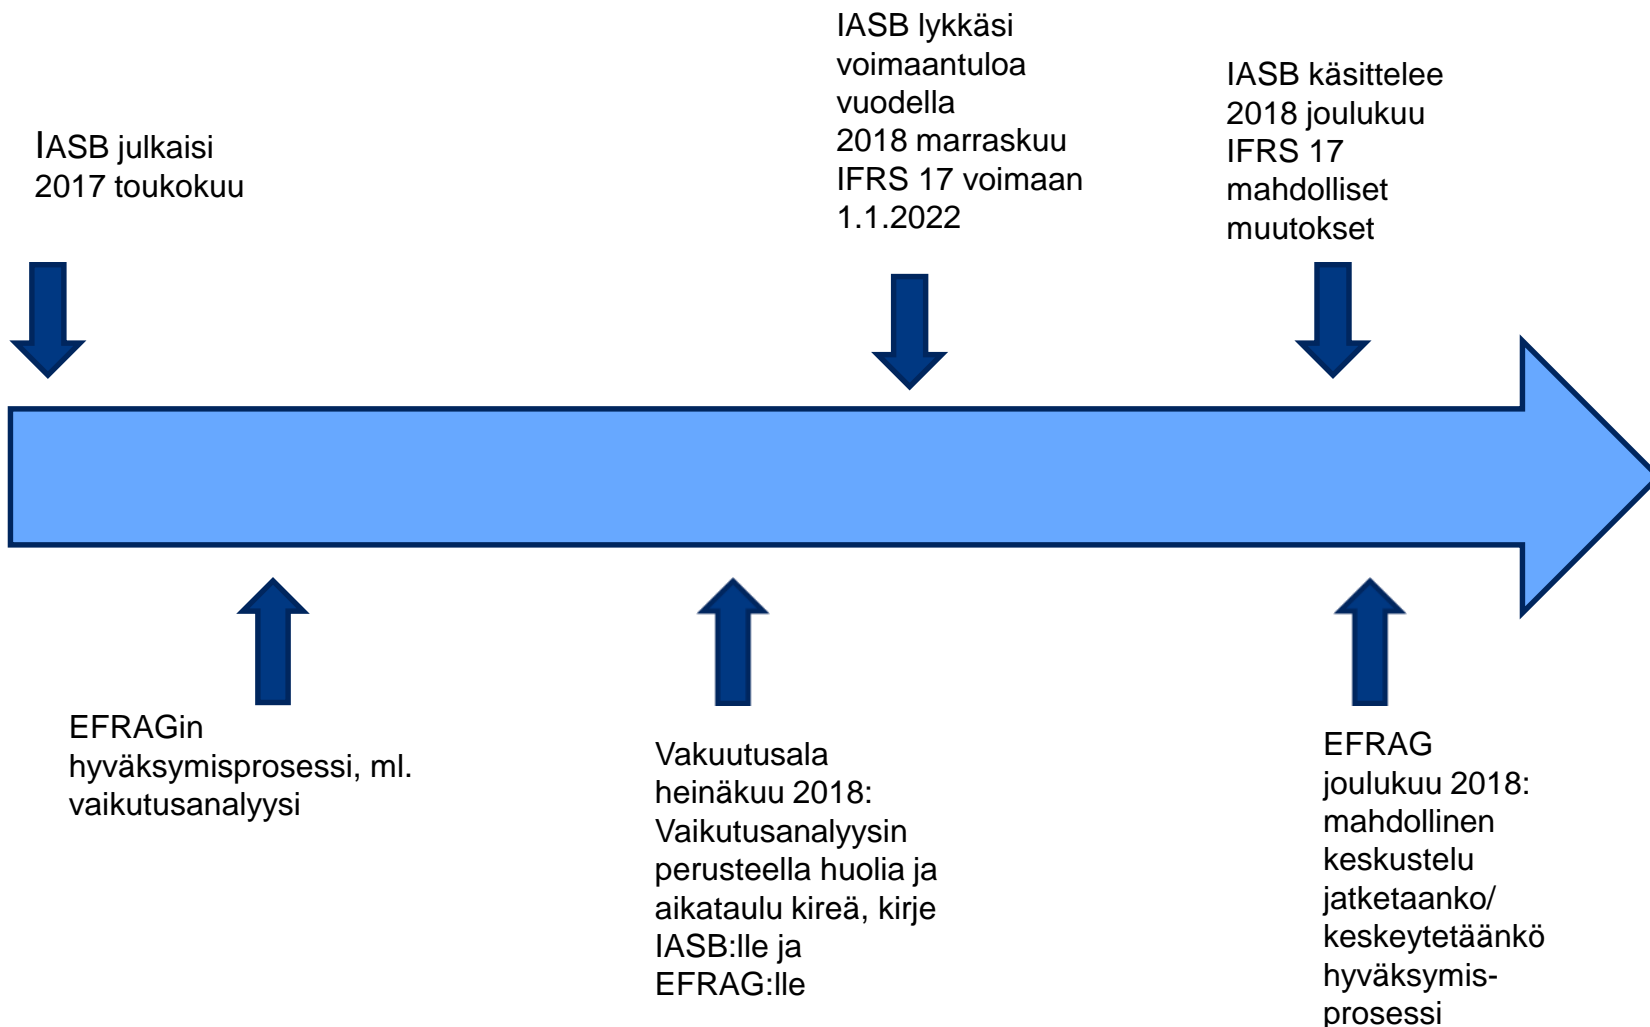 IASB julkaisi
2017 toukokuu
IASB lykkäsi
voimaantuloa
vuodella
2018 marraskuu
IFRS 17 voimaan
1.1.2022
IASB käsittelee
2018 joulukuu
IFRS 17
mahdolliset
muutokset
EFRAGin
hyväksymisprosessi, ml.
vaikutusanalyysi
Vakuutusala
heinäkuu 2018:
Vaikutusanalyysin
perusteella huolia ja
aikataulu kireä, kirje
IASB:lle ja
EFRAG:lle
EFRAG
joulukuu 2018:
mahdollinen
keskustelu
jatketaanko/
keskeytetäänkö
hyväksymis-
prosessi